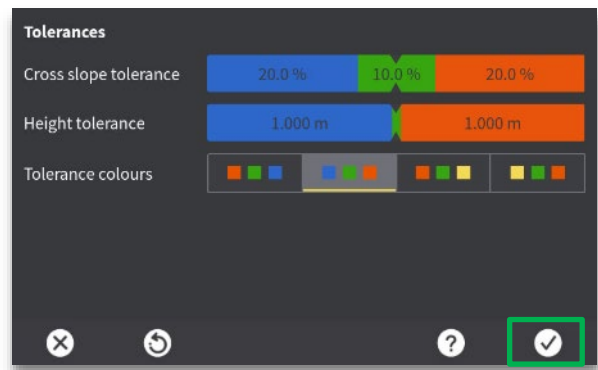 Tolerances
Cross slope tolerance 20.0 % 10.0 % 20.0 %
Height tolerance 1.000 m 1.000 m
Tolerance colours
?